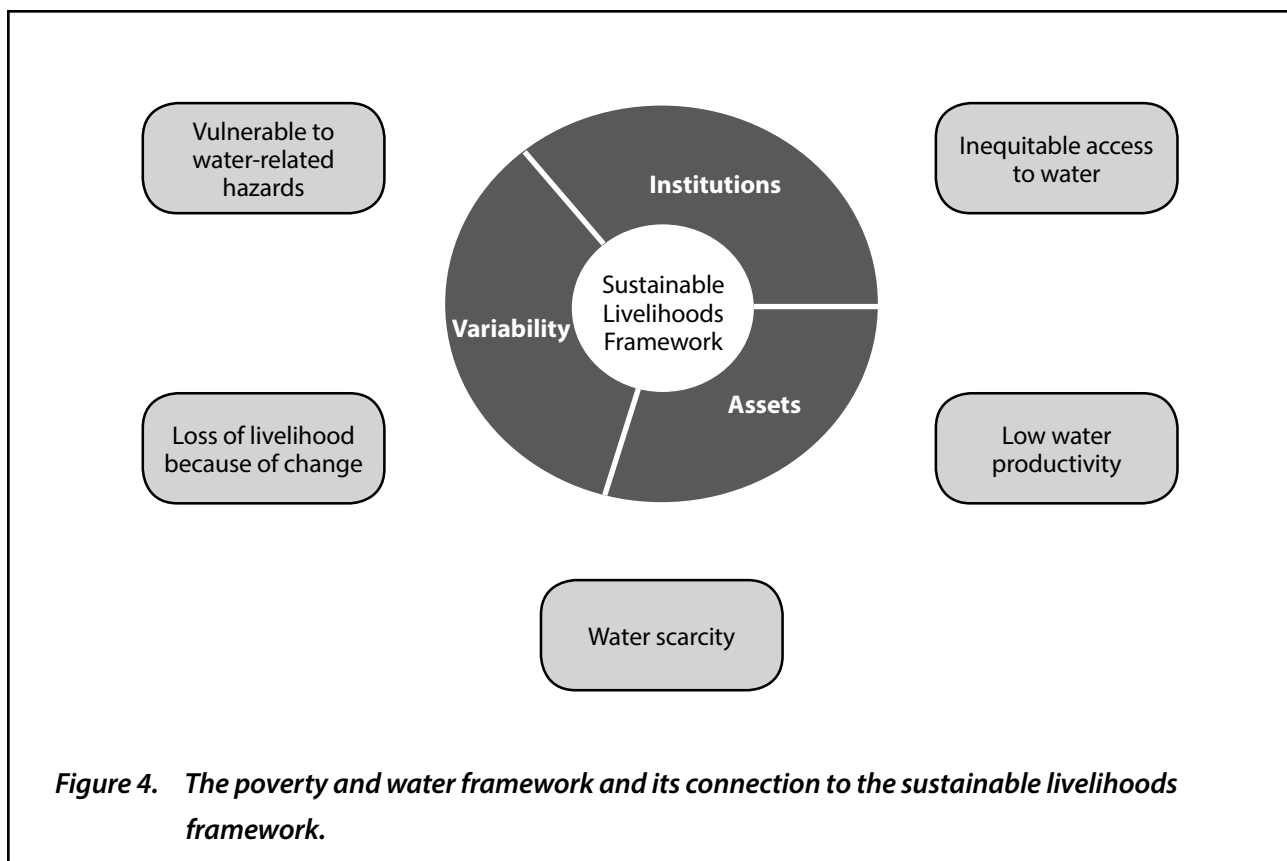 Vulnerable to
water-related
hazards
Inequitable access
to water
Institutions
Sustainable
Livelihoods
Framework
Variability
Assets
Loss of livelihood
because of change
Low water
productivity
Water scarcity
Figure 4. The poverty and water framework and its connection to the sustainable livelihoods
framework.